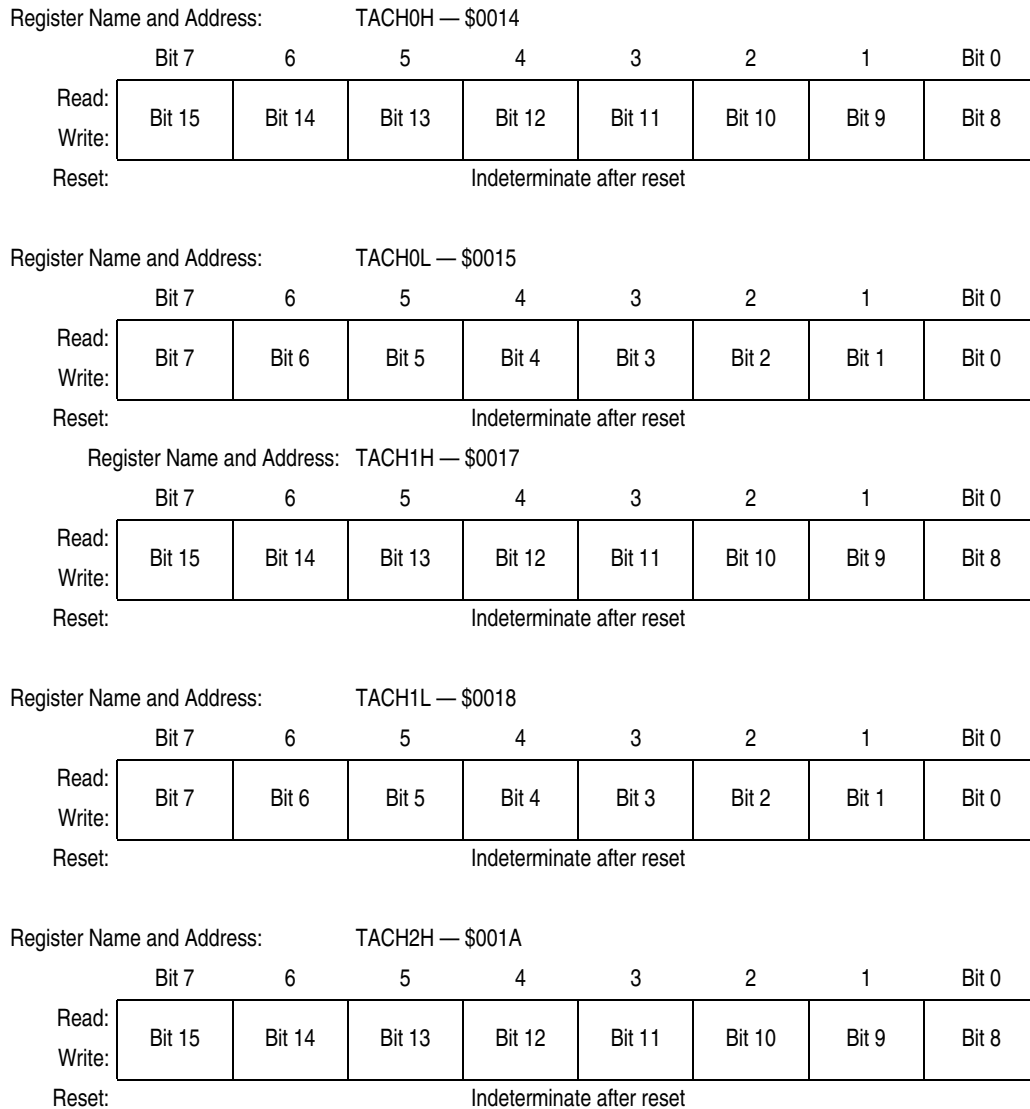 Register Name and Address: TACH0H — $0014
Bit 7 6 5 4 3 2 1 Bit 0
Read:
Bit 15 Bit 14 Bit 13 Bit 12 Bit 11 Bit 10 Bit 9 Bit 8
Write:
Reset: Indeterminate after reset
Register Name and Address: TACH0L — $0015
Bit 7 6 5 4 3 2 1 Bit 0
Read:
Bit 7 Bit 6 Bit 5 Bit 4 Bit 3 Bit 2 Bit 1 Bit 0
Write:
Reset: Indeterminate after reset
Register Name and Address: TACH1H — $0017
Bit 7 6 5 4 3 2 1 Bit 0
Read:
Bit 15 Bit 14 Bit 13 Bit 12 Bit 11 Bit 10 Bit 9 Bit 8
Write:
Reset: Indeterminate after reset
Register Name and Address: TACH1L — $0018
Bit 7 6 5 4 3 2 1 Bit 0
Read:
Bit 7 Bit 6 Bit 5 Bit 4 Bit 3 Bit 2 Bit 1 Bit 0
Write:
Reset: Indeterminate after reset
Register Name and Address: TACH2H — $001A
Bit 7 6 5 4 3 2 1 Bit 0
Read:
Bit 15 Bit 14 Bit 13 Bit 12 Bit 11 Bit 10 Bit 9 Bit 8
Write:
Reset: Indeterminate after reset